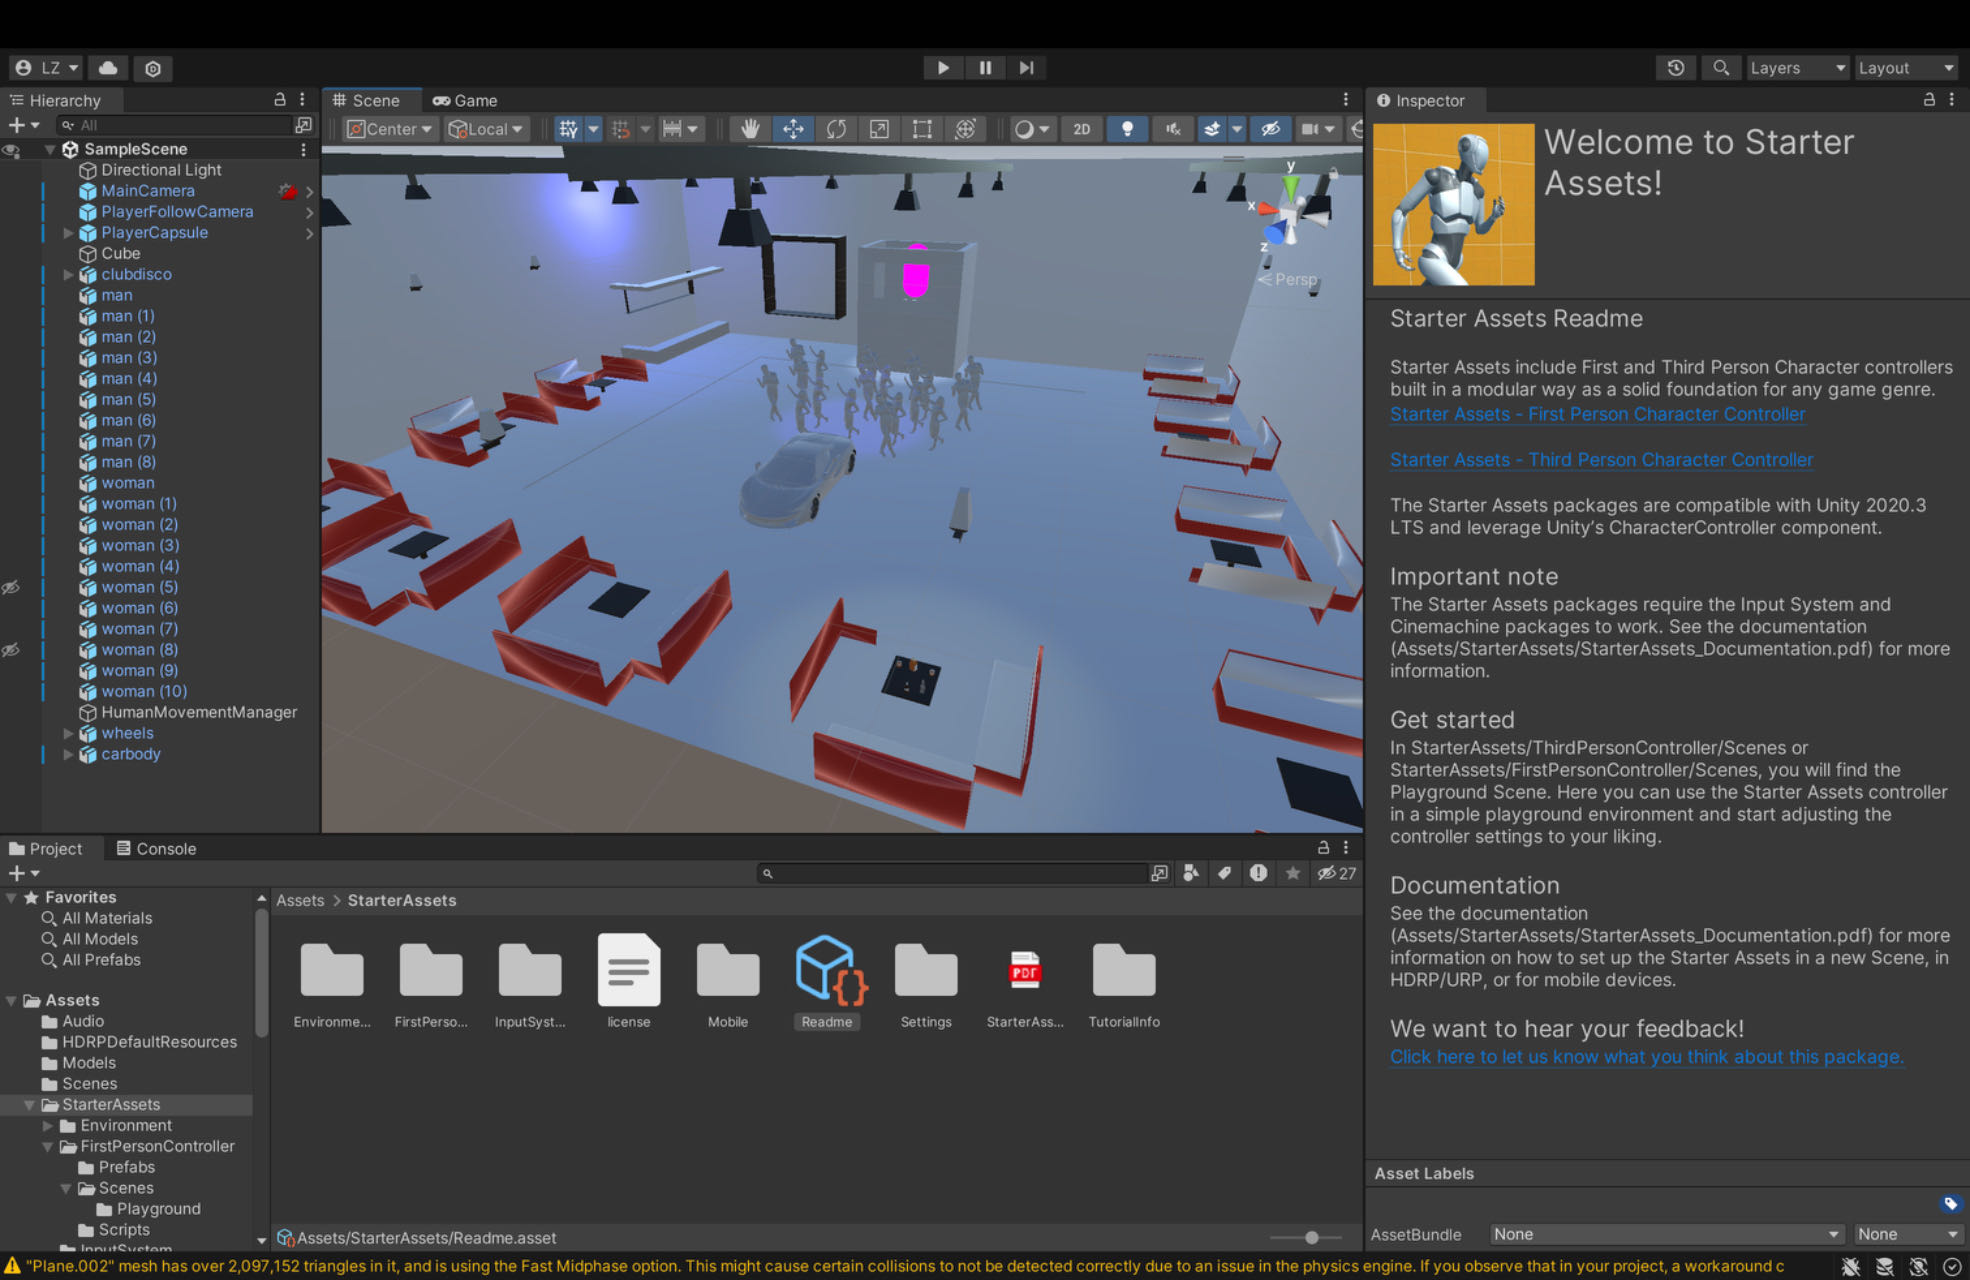 LZ
Layers
Layout
Hierarchy
Scene
Game
Inspector
All
Center
Local
2D
SampleScene
Directional Light
MainCamera
PlayerFollowCamera
PlayerCapsule
Cube
clubdisco
man
man (1)
man (2)
man (3)
man (4)
man (5)
man (6)
man (7)
man (8)
woman
woman (1)
woman (2)
woman (3)
woman (4)
woman (5)
woman (6)
woman (7)
woman (8)
woman (9)
woman (10)
HumanMovementManager
wheels
carbody
y
x
z
Persp
Welcome to Starter
Assets!
Starter Assets Readme
Starter Assets include First and Third Person Character controllers
built in a modular way as a solid foundation for any game genre.
Starter Assets - First Person Character Controller
Starter Assets - Third Person Character Controller
The Starter Assets packages are compatible with Unity 2020.3
LTS and leverage Unity's CharacterController component.
Important note
The Starter Assets packages require the Input System and
Cinemachine packages to work. See the documentation
(Assets/StarterAssets/StarterAssets_Documentation.pdf) for more
information.
Get started
In StarterAssets/ThirdPersonController/Scenes or
StarterAssets/FirstPersonController/Scenes, you will find the
Playground Scene. Here you can use the Starter Assets controller
in a simple playground environment and start adjusting the
controller settings to your liking.
Documentation
See the documentation
(Assets/StarterAssets/StarterAssets_Documentation.pdf) for more
information on how to set up the Starter Assets in a new Scene, in
HDRP/URP, or for mobile devices.
We want to hear your feedback!
Click here to let us know what you think about this package.
Asset Labels
AssetBundle
None
None
Project
Console
27
Favorites
All Materials
All Models
All Prefabs
Assets
Audio
HDRPDefaultResources
Models
Scenes
StarterAssets
Environment
FirstPersonController
Prefabs
Scenes
Playground
Scripts
InputSystem
Assets > StarterAssets
Environme...
FirstPerso...
InputSyst...
license
Mobile
Readme
Settings
PDF
StarterAss...
TutorialInfo
Assets/StarterAssets/Readme.asset
"Plane.002" mesh has over 2,097,152 triangles in it, and is using the Fast Midphase option. This might cause certain collisions to not be detected correctly due to an issue in the physics engine. If you observe that in your project, a workaround c